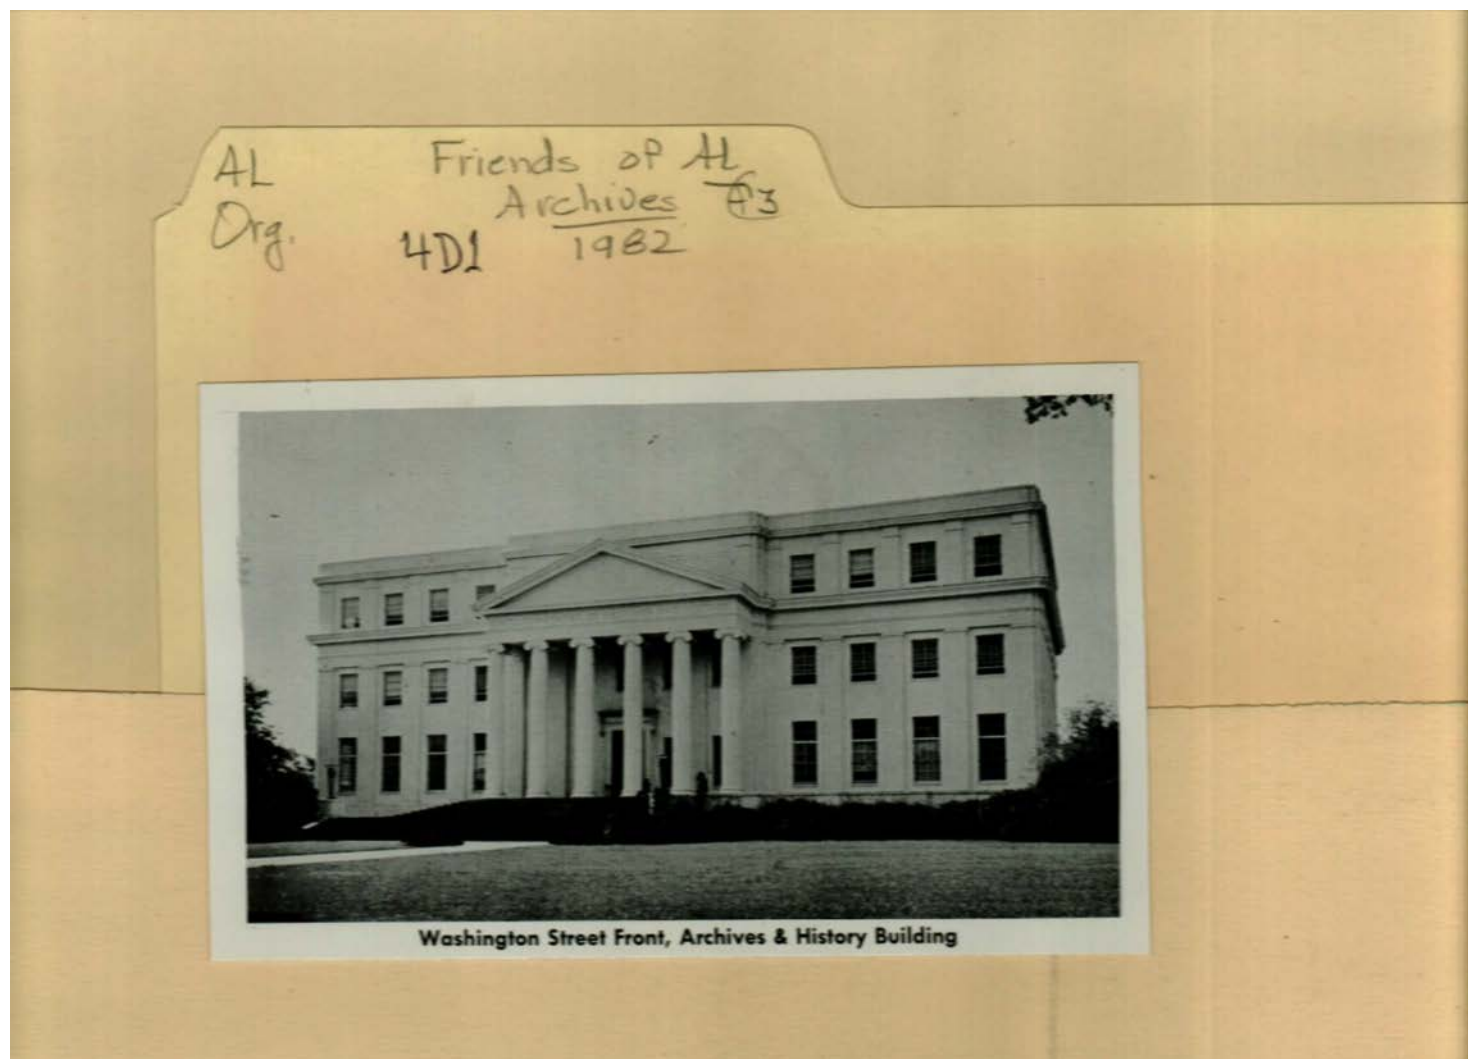 AL Friends of AL
Archives
Org. 4D1 1982
Washington Street Front, Archives & History Building